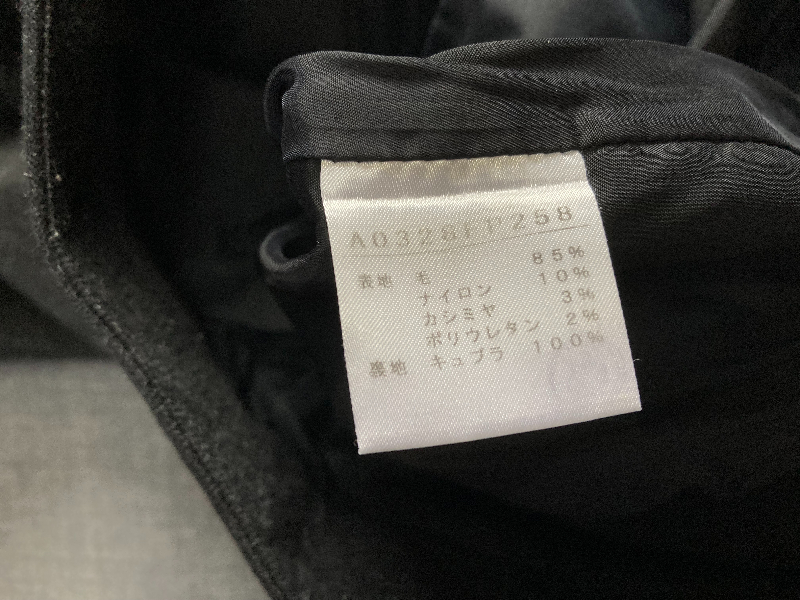 A0328FP258
表地 毛 85%
ナイロン 10%
カシミヤ 3%
ポリウレタン 2%
裏地 キュプラ 100%